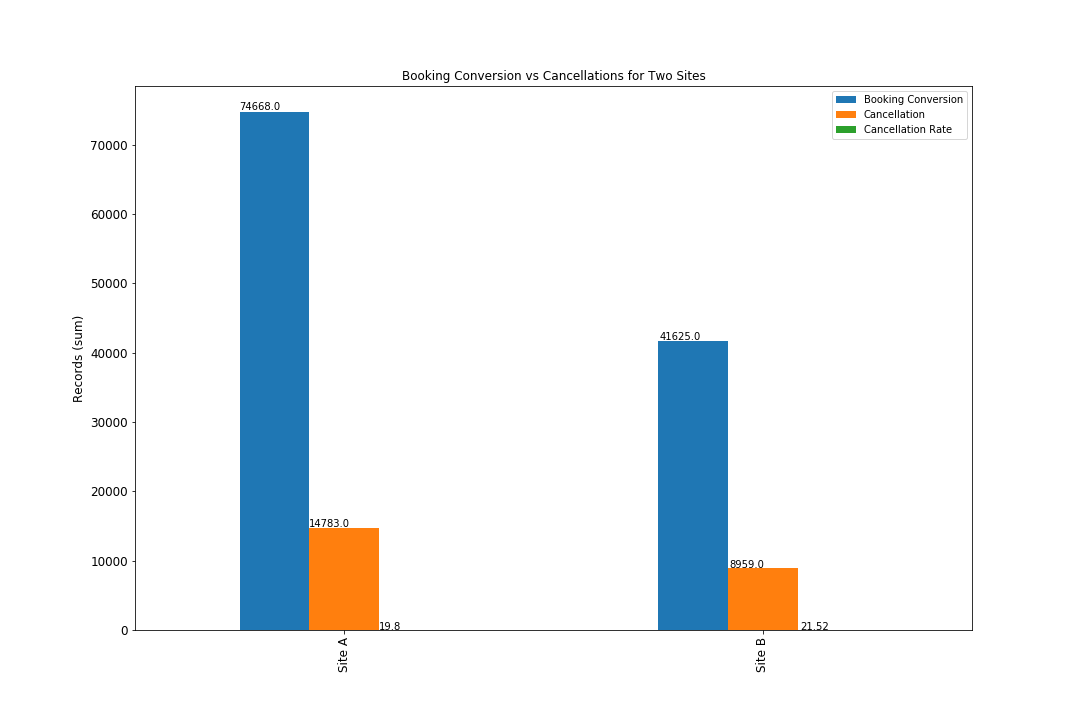 Booking Conversion vs Cancellations for Two Sites
Booking Conversion
Cancellation
Cancellation Rate
Records (sum)
70000
60000
50000
40000
30000
20000
10000
0
74668.0
14783.0
19.8
41625.0
8959.0
21.52
Site A
Site B